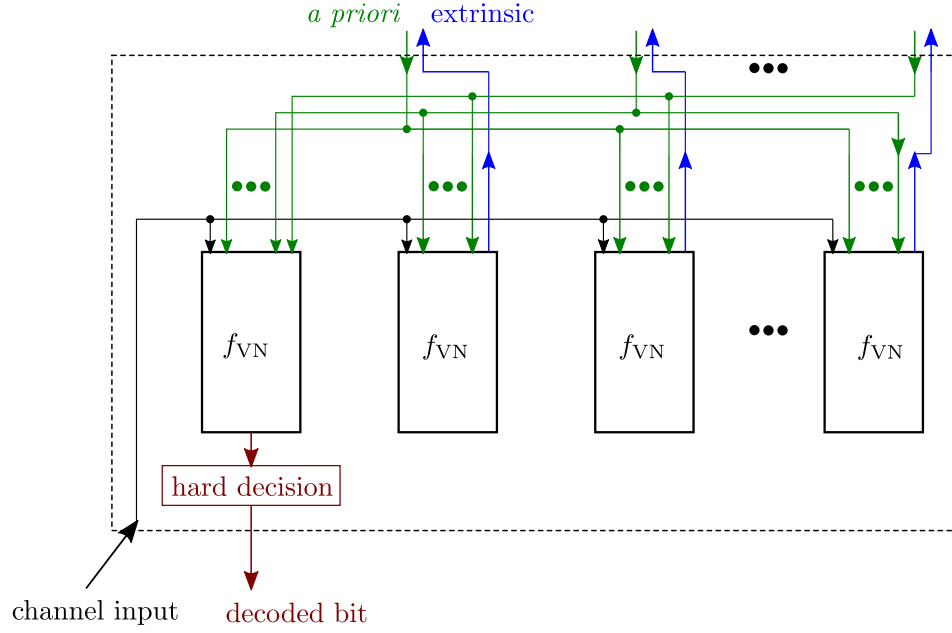 a priori extrinsic
f_VN f_VN f_VN f_VN
hard decision
channel input decoded bit